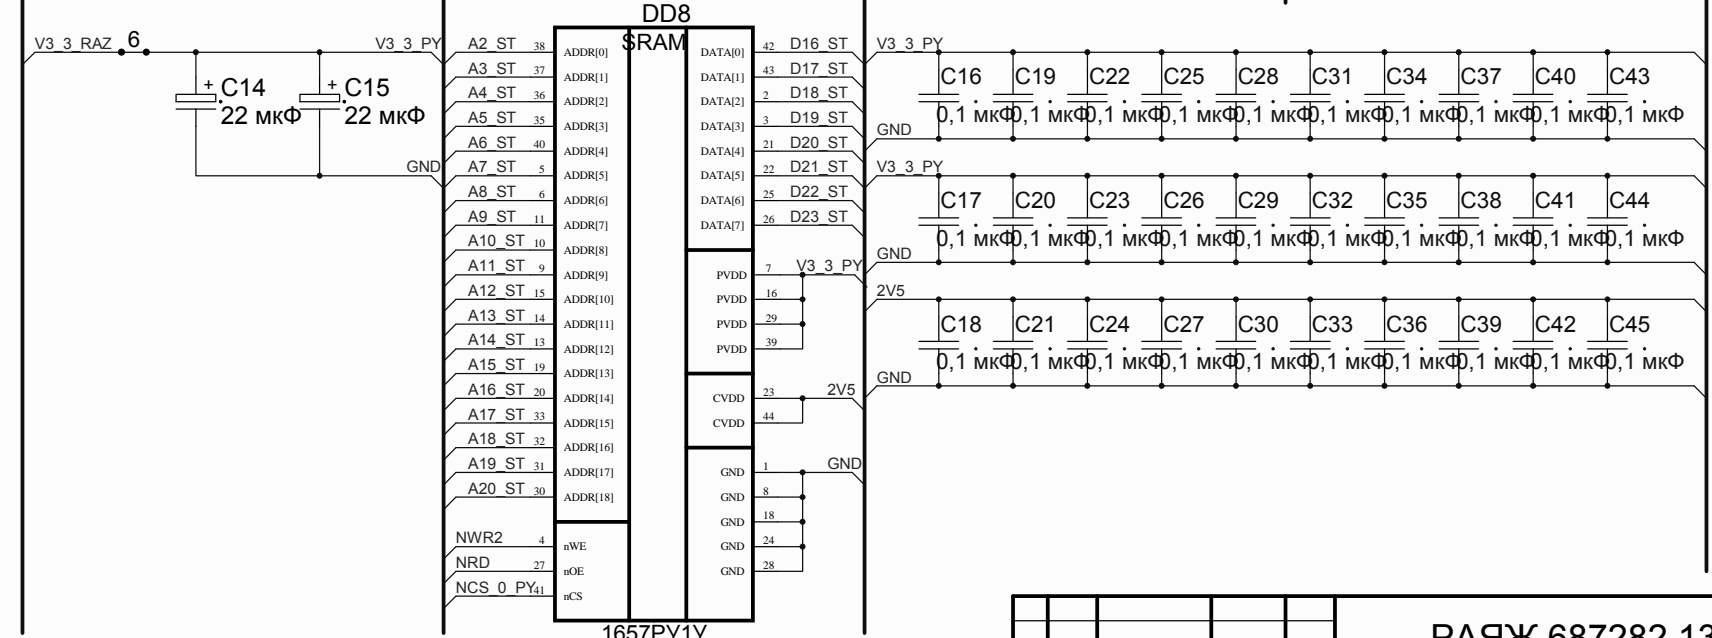 DD8
SRAM
V3_3_RAZ 6 V3_3_PY
C14 C15
22 мкФ 22 мкФ
GND
A2_ST 38 ADDR[0] DATA[0] 42 D16_ST
A3_ST 37 ADDR[1] DATA[1] 43 D17_ST
A4_ST 36 ADDR[2] DATA[2] 2 D18_ST
A5_ST 35 ADDR[3] DATA[3] 3 D19_ST
A6_ST 40 ADDR[4] DATA[4] 21 D20_ST
A7_ST 5 ADDR[5] DATA[5] 22 D21_ST
A8_ST 6 ADDR[6] DATA[6] 25 D22_ST
A9_ST 11 ADDR[7] DATA[7] 26 D23_ST
A10_ST 10 ADDR[8]
A11_ST 9 ADDR[9] PVDD 7 V3_3_PY
A12_ST 15 ADDR[10] PVDD 16
A13_ST 14 ADDR[11] PVDD 29
A14_ST 13 ADDR[12] PVDD 39
A15_ST 19 ADDR[13]
A16_ST 20 ADDR[14] CVDD 23 2V5
A17_ST 33 ADDR[15] CVDD 44
A18_ST 32 ADDR[16]
A19_ST 31 ADDR[17] GND 1 GND
A20_ST 30 ADDR[18] GND 8
GND 18
NWR2 4 nWE GND 24
NRD 27 nOE GND 28
NCS_0_PY 41 nCS
1657РУ1У
V3_3_PY
C16 C19 C22 C25 C28 C31 C34 C37 C40 C43
0,1 мкФ 0,1 мкФ 0,1 мкФ 0,1 мкФ 0,1 мкФ 0,1 мкФ 0,1 мкФ 0,1 мкФ 0,1 мкФ 0,1 мкФ
GND
V3_3_PY
C17 C20 C23 C26 C29 C32 C35 C38 C41 C44
0,1 мкФ 0,1 мкФ 0,1 мкФ 0,1 мкФ 0,1 мкФ 0,1 мкФ 0,1 мкФ 0,1 мкФ 0,1 мкФ 0,1 мкФ
GND
2V5
C18 C21 C24 C27 C30 C33 C36 C39 C42 C45
0,1 мкФ 0,1 мкФ 0,1 мкФ 0,1 мкФ 0,1 мкФ 0,1 мкФ 0,1 мкФ 0,1 мкФ 0,1 мкФ 0,1 мкФ
GND
РАЯЖ.687282.13